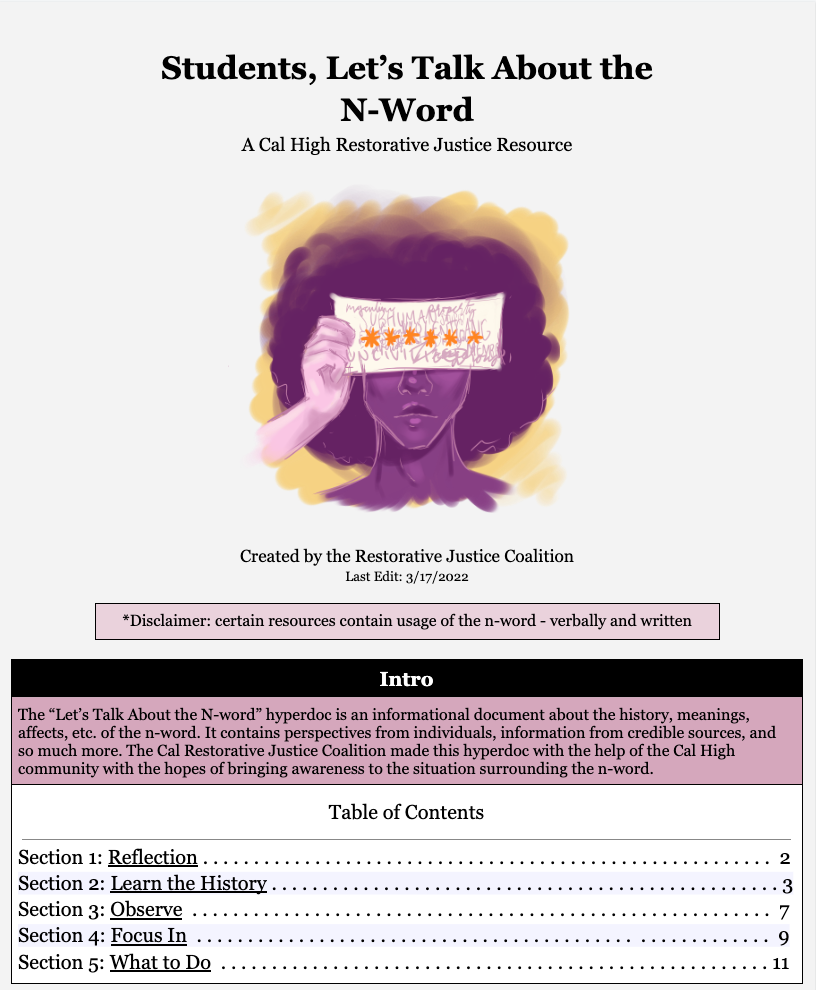 Students, Let’s Talk About the
N-Word
A Cal High Restorative Justice Resource
SUBHUMAN
******
Created by the Restorative Justice Coalition
Last Edit: 3/17/2022
*Disclaimer: certain resources contain usage of the n-word - verbally and written
Intro
The “Let’s Talk About the N-word” hyperdoc is an informational document about the history, meanings,
affects, etc. of the n-word. It contains perspectives from individuals, information from credible sources, and
so much more. The Cal Restorative Justice Coalition made this hyperdoc with the help of the Cal High
community with the hopes of bringing awareness to the situation surrounding the n-word.
Table of Contents
Section 1: Reflection . . . . . . . . . . . . . . . . . . . . . . . . . . . . . . . . . . . . . . . . . . . . . . . . . . . . . . . . . 2
Section 2: Learn the History . . . . . . . . . . . . . . . . . . . . . . . . . . . . . . . . . . . . . . . . . . . . . . . . . . 3
Section 3: Observe . . . . . . . . . . . . . . . . . . . . . . . . . . . . . . . . . . . . . . . . . . . . . . . . . . . . . . . . . . 7
Section 4: Focus In . . . . . . . . . . . . . . . . . . . . . . . . . . . . . . . . . . . . . . . . . . . . . . . . . . . . . . . . . . 9
Section 5: What to Do . . . . . . . . . . . . . . . . . . . . . . . . . . . . . . . . . . . . . . . . . . . . . . . . . . . . . . . 11